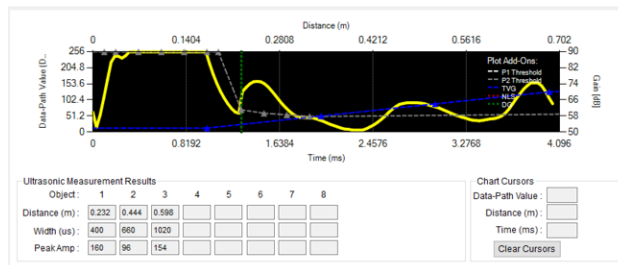 Distance (m)
0 0.1404 0.2808 0.4212 0.5616 0.702
Data-Path Value [D...
256
204.8
153.6
102.4
51.2
0
Plot Add-Ons:
P1 Threshold
P2 Threshold
TVG
NLS
DG
90
82
74
66
58
50
Gain [dB]
0 0.8192 1.6384 2.4576 3.2768 4.096
Time (ms)
Ultrasonic Measurement Results
Object : 1 2 3 4 5 6 7 8
Distance (m) : 0.232 0.444 0.598
Width (us) : 400 660 1020
Peak Amp : 160 96 154
Chart Cursors
Data-Path Value :
Distance (m) :
Time (ms) :
Clear Cursors